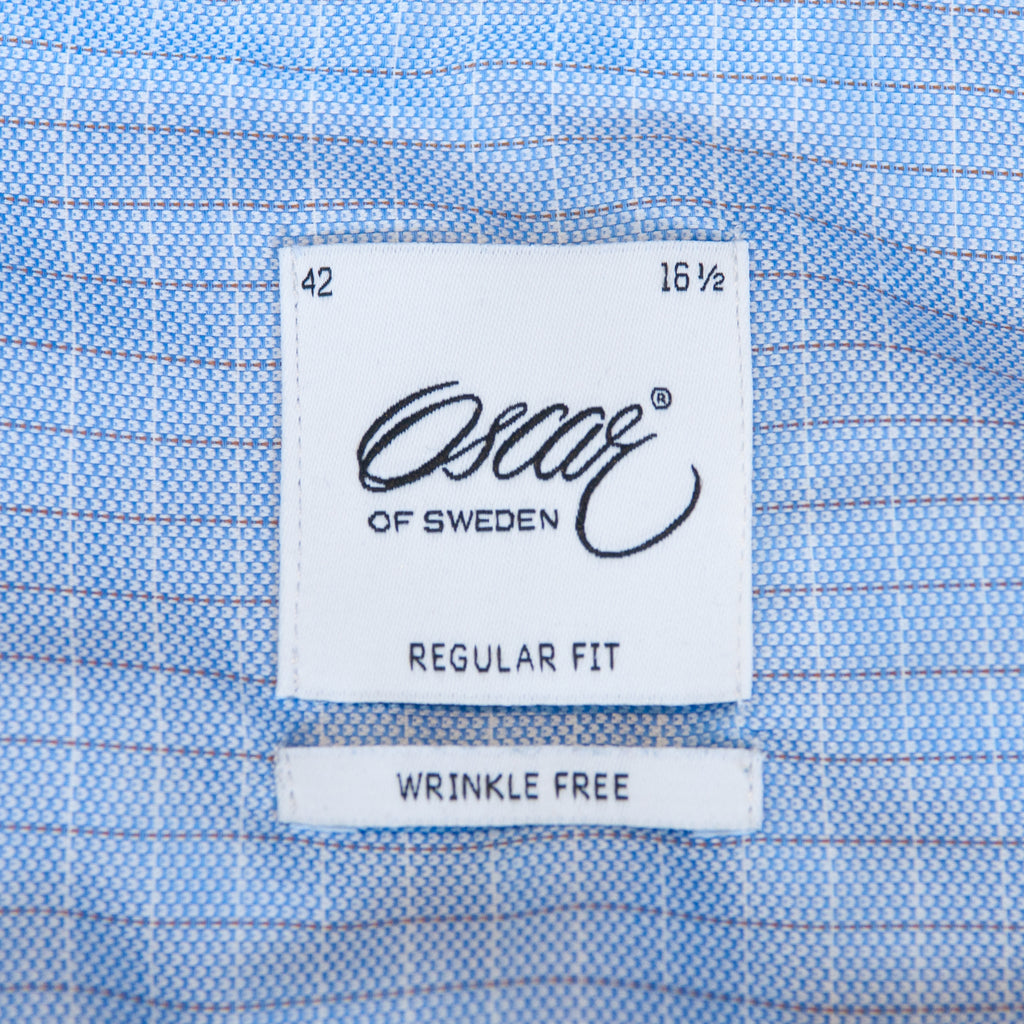 42 16 ½
Oscar®
OF SWEDEN
REGULAR FIT
WRINKLE FREE